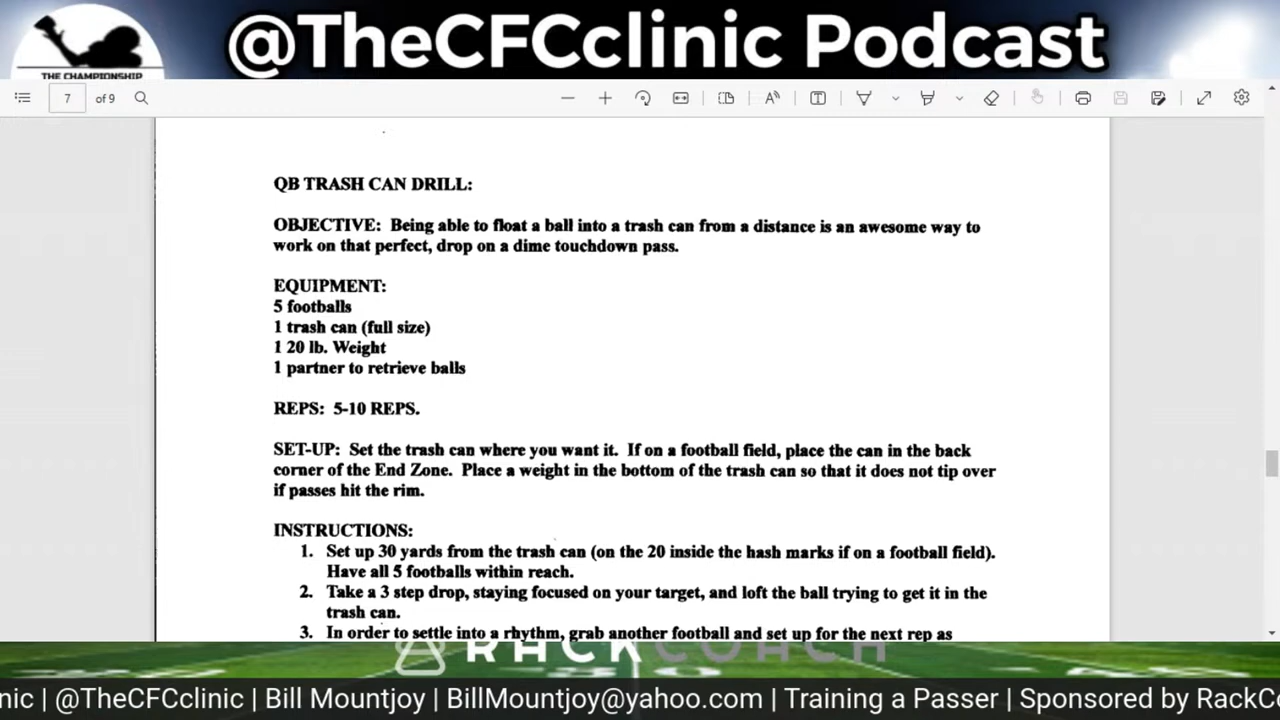 @TheCFCclinic Podcast
THE CHAMPIONSHIP
7 of 9
QB TRASH CAN DRILL:
OBJECTIVE: Being able to float a ball into a trash can from a distance is an awesome way to
work on that perfect, drop on a dime touchdown pass.
EQUIPMENT:
5 footballs
1 trash can (full size)
1 20 lb. Weight
1 partner to retrieve balls
REPS: 5-10 REPS.
SET-UP: Set the trash can where you want it. If on a football field, place the can in the back
corner of the End Zone. Place a weight in the bottom of the trash can so that it does not tip over
if passes hit the rim.
INSTRUCTIONS:
1. Set up 30 yards from the trash can (on the 20 inside the hash marks if on a football field).
Have all 5 footballs within reach.
2. Take a 3 step drop, staying focused on your target, and loft the ball trying to get it in the
trash can.
3. In order to settle into a rhythm, grab another football and set up for the next rep as
RACKCOACH
nic | @TheCFCclinic | Bill Mountjoy | BillMountjoy@yahoo.com | Training a Passer | Sponsored by RackCo